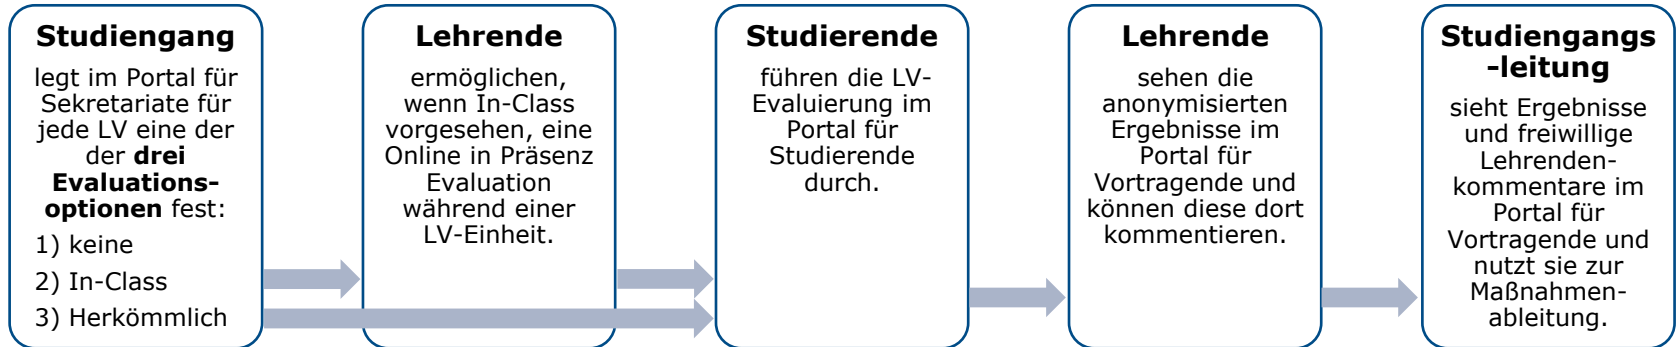 Studiengang
legt im Portal für
Sekretariate für
jede LV eine der
der drei
Evaluations-
optionen fest:
1) keine
2) In-Class
3) Herkömmlich
Lehrende
ermöglichen,
wenn In-Class
vorgesehen, eine
Online in Präsenz
Evaluation
während einer
LV-Einheit.
Studierende
führen die LV-
Evaluierung im
Portal für
Studierende
durch.
Lehrende
sehen die
anonymisierten
Ergebnisse im
Portal für
Vortragende und
können diese dort
kommentieren.
Studiengangs
-leitung
sieht Ergebnisse
und freiwillige
Lehrenden-
kommentare im
Portal für
Vortragende und
nutzt sie zur
Maßnahmen-
ableitung.